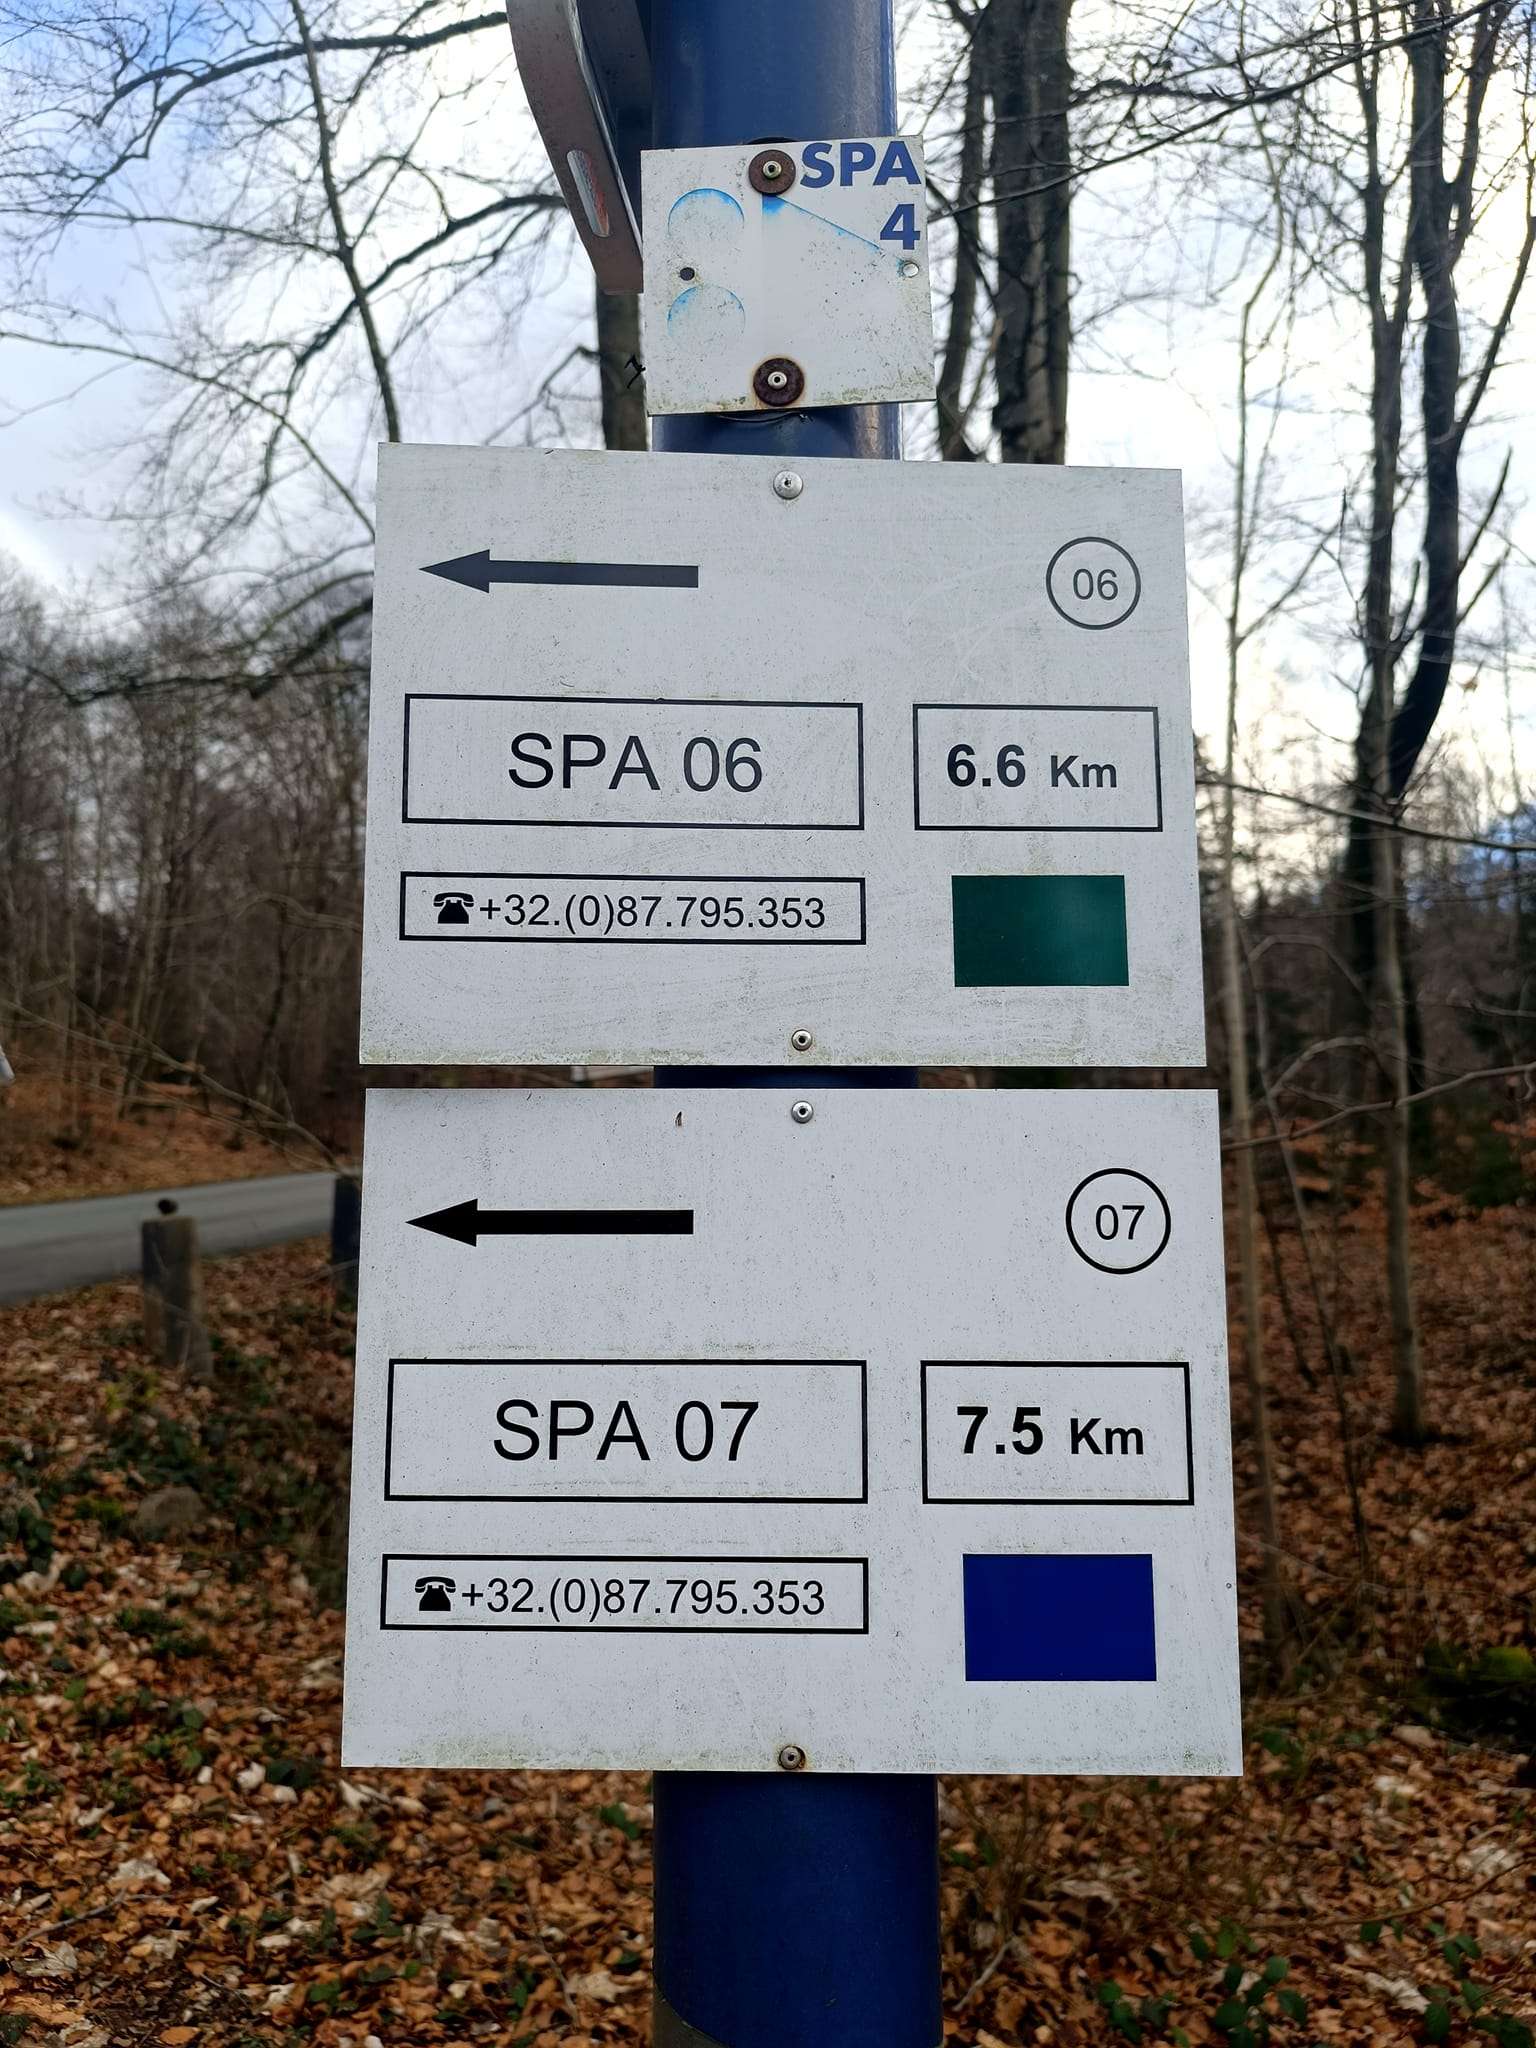 SPA
4
06
SPA 06
6.6 Km
☎+32.(0)87.795.353
07
SPA 07
7.5 Km
☎+32.(0)87.795.353